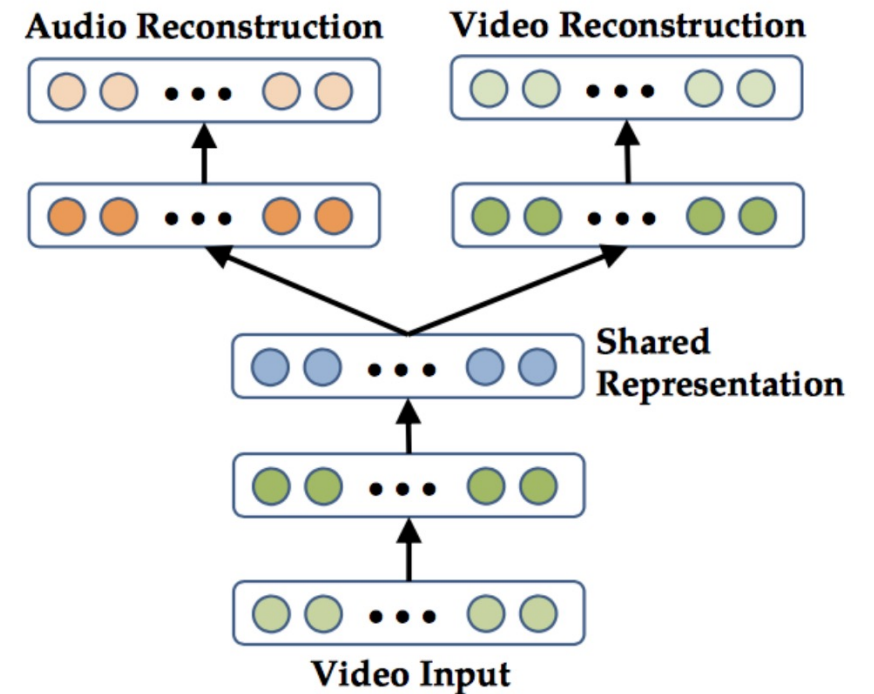 Audio Reconstruction
Video Reconstruction
Shared
Representation
Video Input